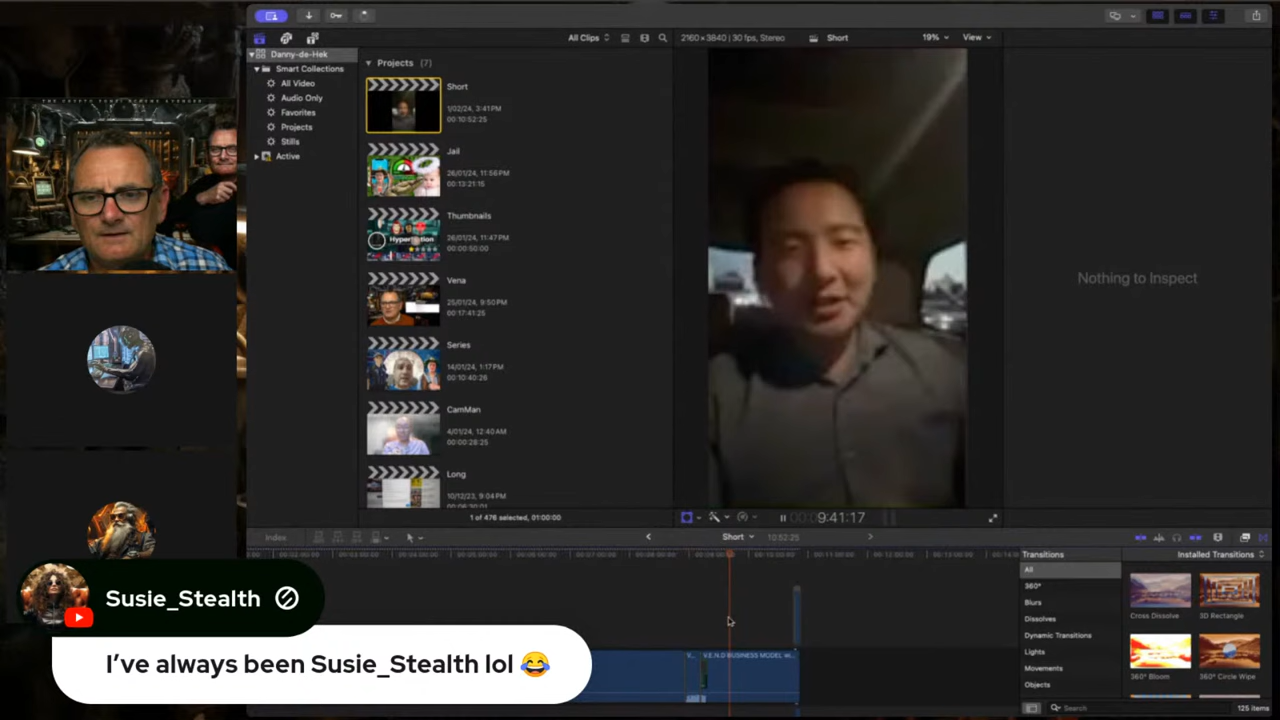 All Clips
2160×3840 | 30 fps, Stereo
Short
19%
View
Danny-de-Hek
Smart Collections
All Video
Audio Only
Favorites
Projects
Stills
Active
Projects (7)
Short
1/02/24, 3:41PM
00:10:52:25
Jail
26/01/24, 11:56PM
00:13:21:15
Thumbnails
26/01/24, 11:47PM
00:00:50:00
Vena
25/01/24, 9:50PM
00:17:41:25
Series
14/01/24, 1:17PM
00:10:40:26
CamMan
4/01/24, 12:40AM
00:00:28:25
Long
10/12/23, 9:04PM
1 of 476 selected, 01:00:00
Nothing to Inspect
9:41:17
Index
Short
10:52:25
Transitions
Installed Transitions
All
360°
Blurs
Dissolves
Dynamic Transitions
Lights
Movements
Objects
Cross Dissolve
3D Rectangle
360° Bloom
360° Circle Wipe
Search
125 items
V.E.N.D BUSINESS MODEL w...
Susie_Stealth
I've always been Susie_Stealth lol 😂